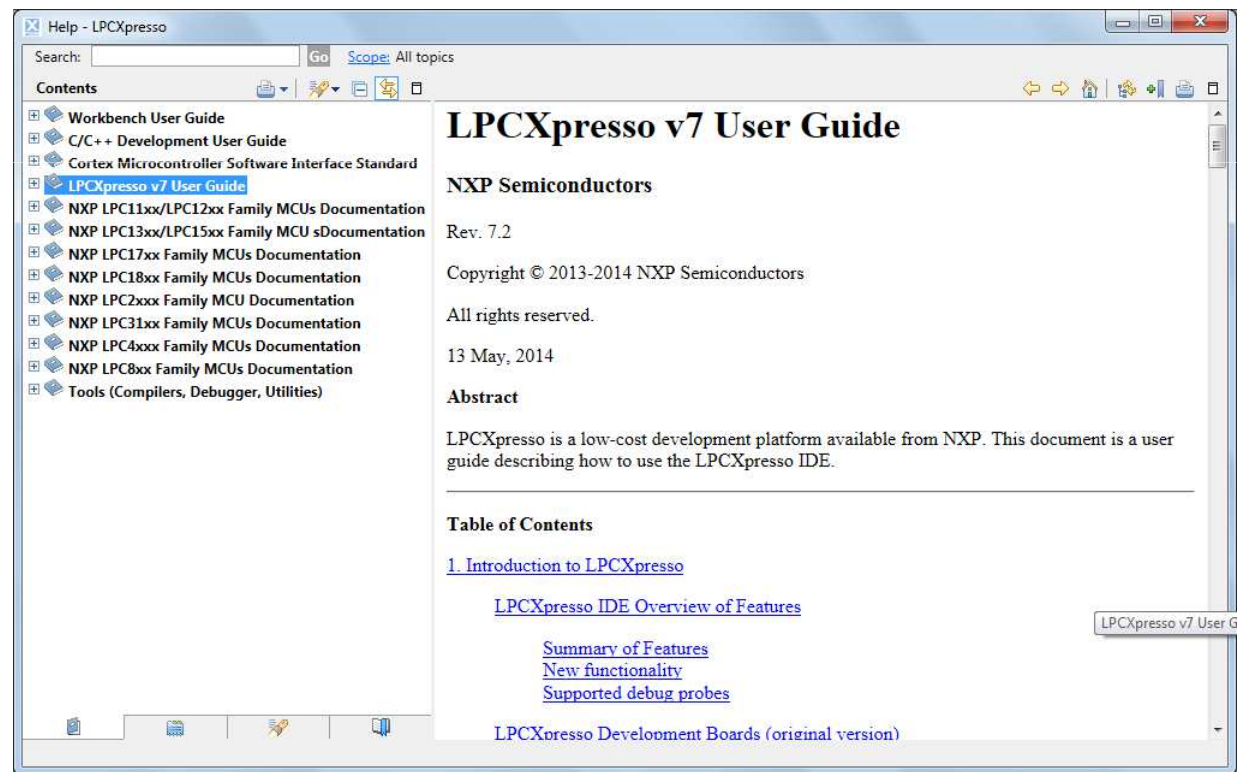 Help - LPCXpresso
Search:
Go
Scope: All topics
Contents
Workbench User Guide
C/C++ Development User Guide
Cortex Microcontroller Software Interface Standard
LPCXpresso v7 User Guide
NXP LPC11xx/LPC12xx Family MCUs Documentation
NXP LPC13xx/LPC15xx Family MCU sDocumentation
NXP LPC17xx Family MCUs Documentation
NXP LPC18xx Family MCUs Documentation
NXP LPC2xxx Family MCU Documentation
NXP LPC31xx Family MCUs Documentation
NXP LPC4xxx Family MCUs Documentation
NXP LPC8xx Family MCUs Documentation
Tools (Compilers, Debugger, Utilities)
LPCXpresso v7 User Guide
NXP Semiconductors
Rev. 7.2
Copyright © 2013-2014 NXP Semiconductors
All rights reserved.
13 May, 2014
Abstract
LPCXpresso is a low-cost development platform available from NXP. This document is a user
guide describing how to use the LPCXpresso IDE.
Table of Contents
1. Introduction to LPCXpresso
LPCXpresso IDE Overview of Features
LPCXpresso v7 User G
Summary of Features
New functionality
Supported debug probes
LPCXpresso Development Boards (original version)